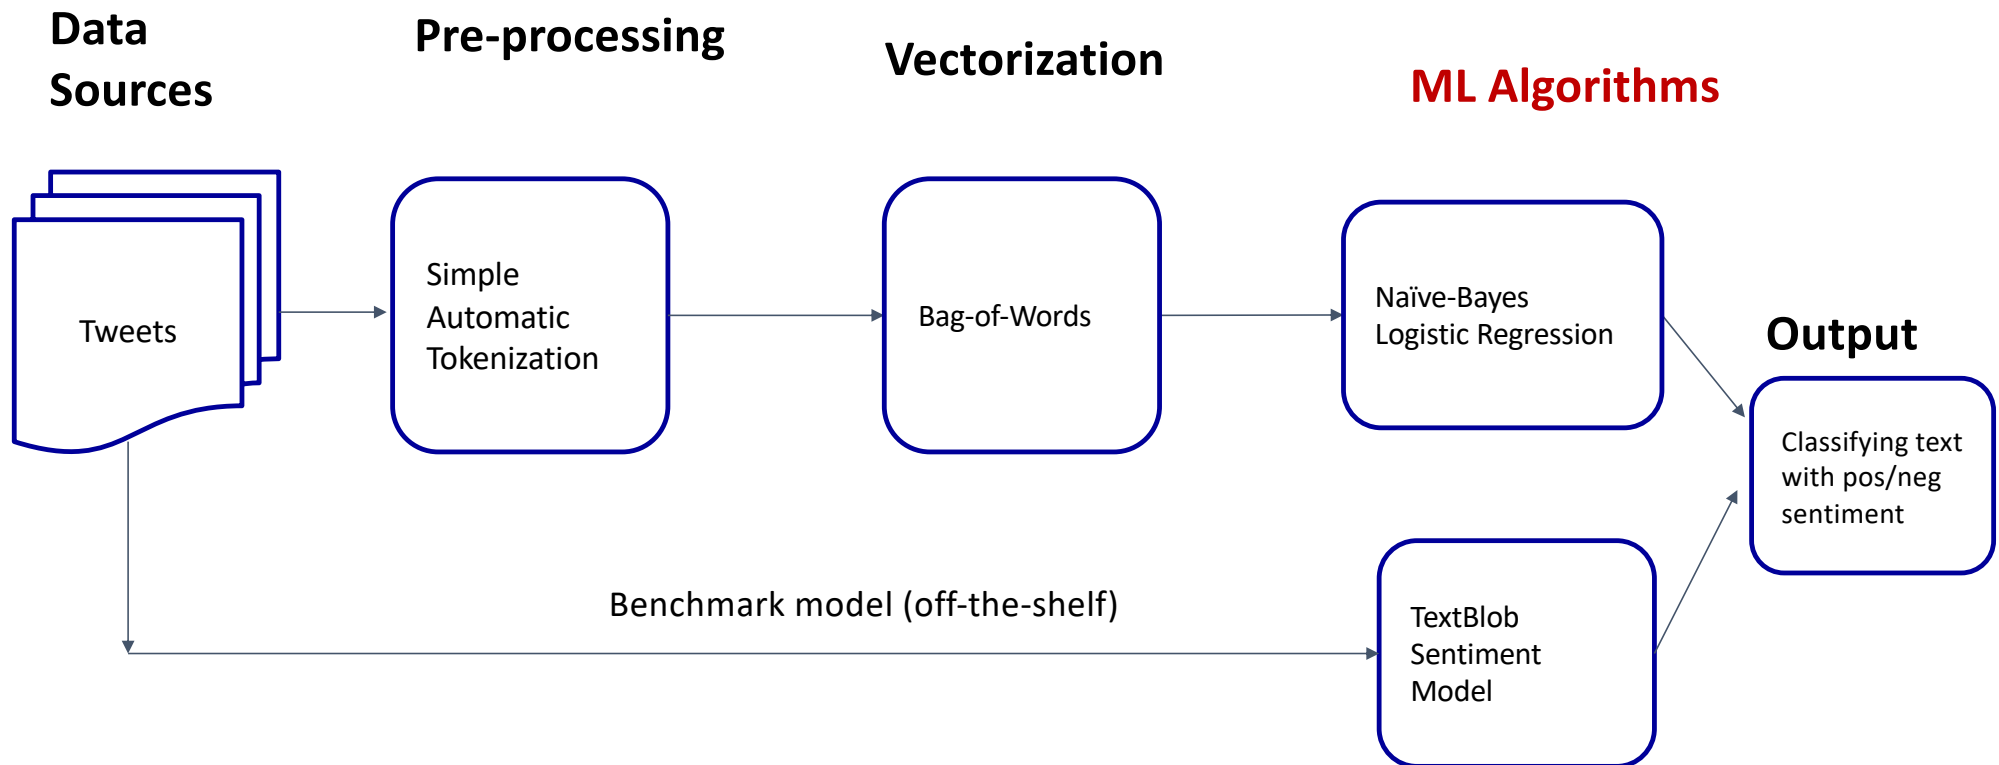 Data
Sources
Pre-processing
Vectorization
ML Algorithms
Tweets
Simple
Automatic
Tokenization
Bag-of-Words
Naïve-Bayes
Logistic Regression
Output
Classifying text
with pos/neg
sentiment
Benchmark model (off-the-shelf)
TextBlob
Sentiment
Model